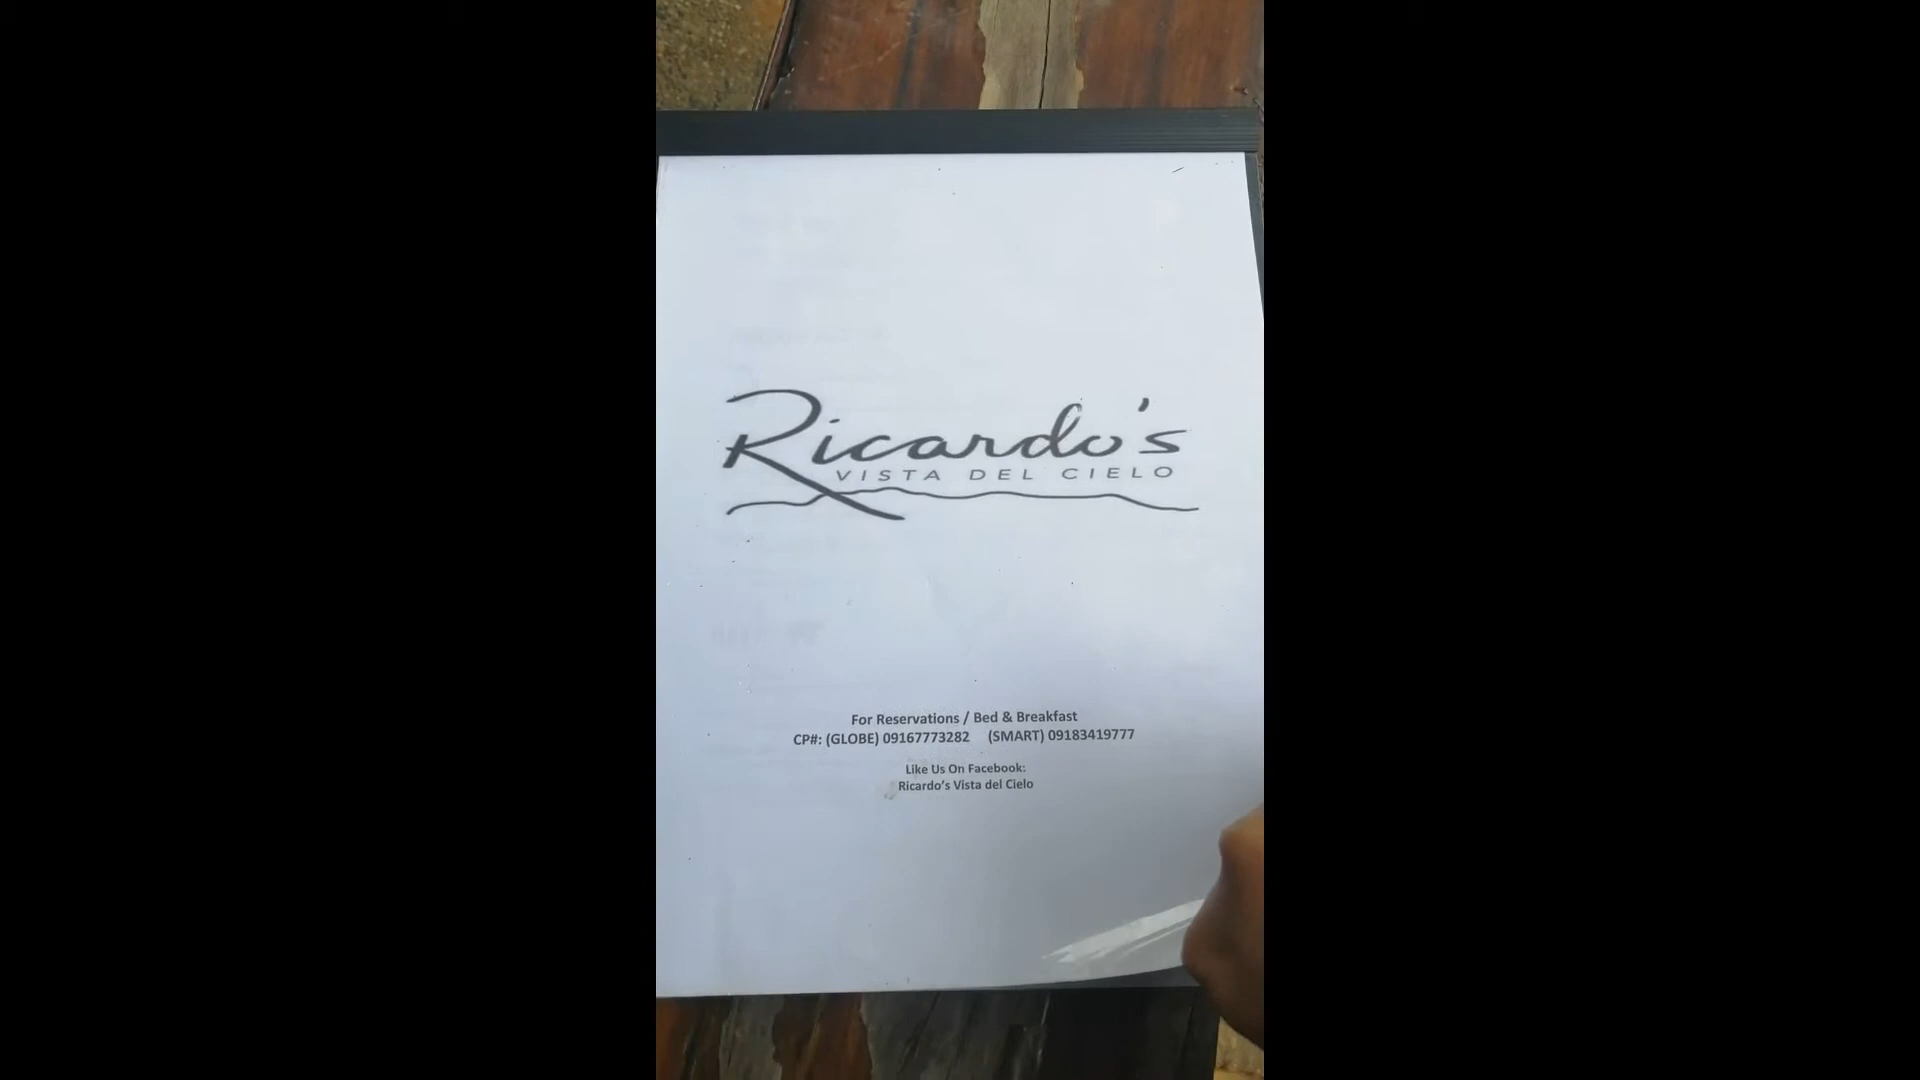 Ricardo's
VISTA DEL CIELO
For Reservations / Bed & Breakfast
CP#: (GLOBE) 09167773282 (SMART) 09183419777
Like Us On Facebook:
Ricardo's Vista del Cielo